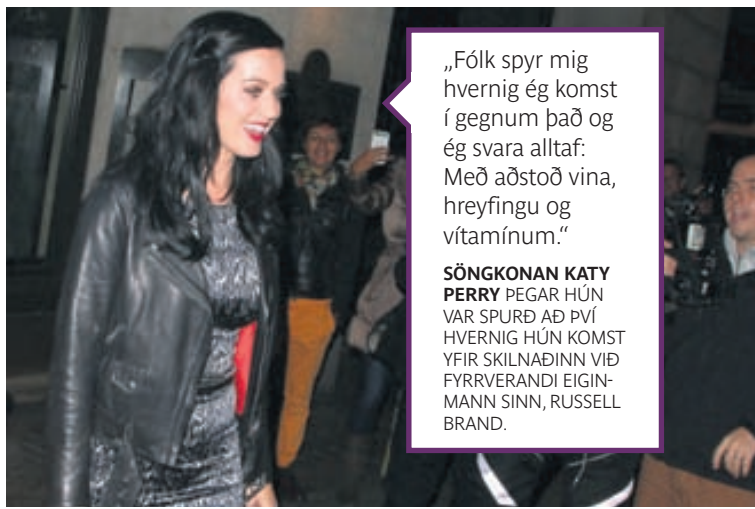 „Fólk spyr mig
hvernig ég komst
í gegnum það og
ég svara alltaf:
Með aðstoð vina,
hreyfingu og
vítamínum.“
SÖNGKONAN KATY
PERRY ÞEGAR HÚN
VAR SPURÐ AÐ ÞVÍ
HVERNIG HÚN KOMST
YFIR SKILNAÐINN VIÐ
FYRRVERANDI EIGIN-
MANN SINN, RUSSELL
BRAND.